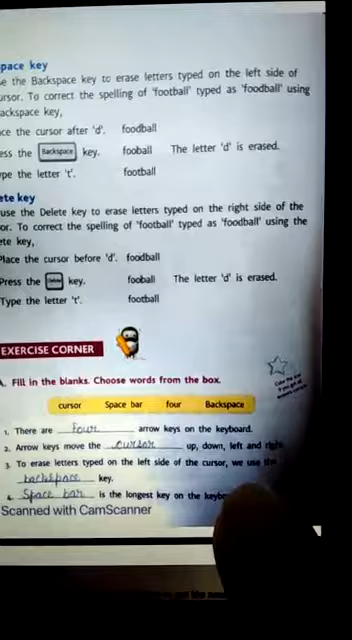 pace key
e the Backspace key to erase letters typed on the left side of
ursor. To correct the spelling of 'football' typed as 'foodball' using
ackspace key,
ce the cursor after 'd'. foodball
ess the Backspace key. fooball The letter 'd' is erased.
ype the letter 't'. football
ete key
use the Delete key to erase letters typed on the right side of the
or. To correct the spelling of 'football' typed as 'foodball' using the
ete key,
Place the cursor before 'd'. foodball
Press the Delete key. fooball The letter 'd' is erased.
Type the letter 't'. football
EXERCISE CORNER
A. Fill in the blanks. Choose words from the box.
cursor Space bar four Backspace
1. There are four arrow keys on the keyboard.
2. Arrow keys move the cursor up, down, left and right
3. To erase letters typed on the left side of the cursor, we use the
backspace key.
4. Space bar is the longest key on the keybo
Scanned with CamScanner